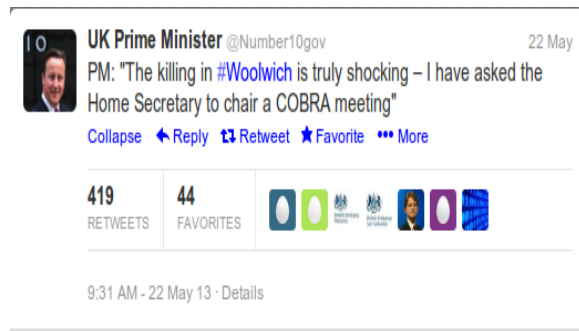 10
UK Prime Minister @Number10gov 22 May
PM: "The killing in #Woolwich is truly shocking – I have asked the
Home Secretary to chair a COBRA meeting"
Collapse Reply Retweet Favorite More
419 44
RETWEETS FAVORITES
9:31 AM - 22 May 13 · Details